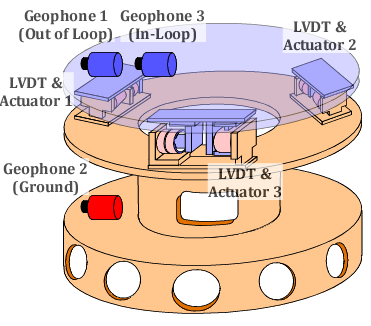 Geophone 1
(Out of Loop)
Geophone 3
(In-Loop)
LVDT &
Actuator 2
LVDT &
Actuator 1
Geophone 2
(Ground)
LVDT &
Actuator 3